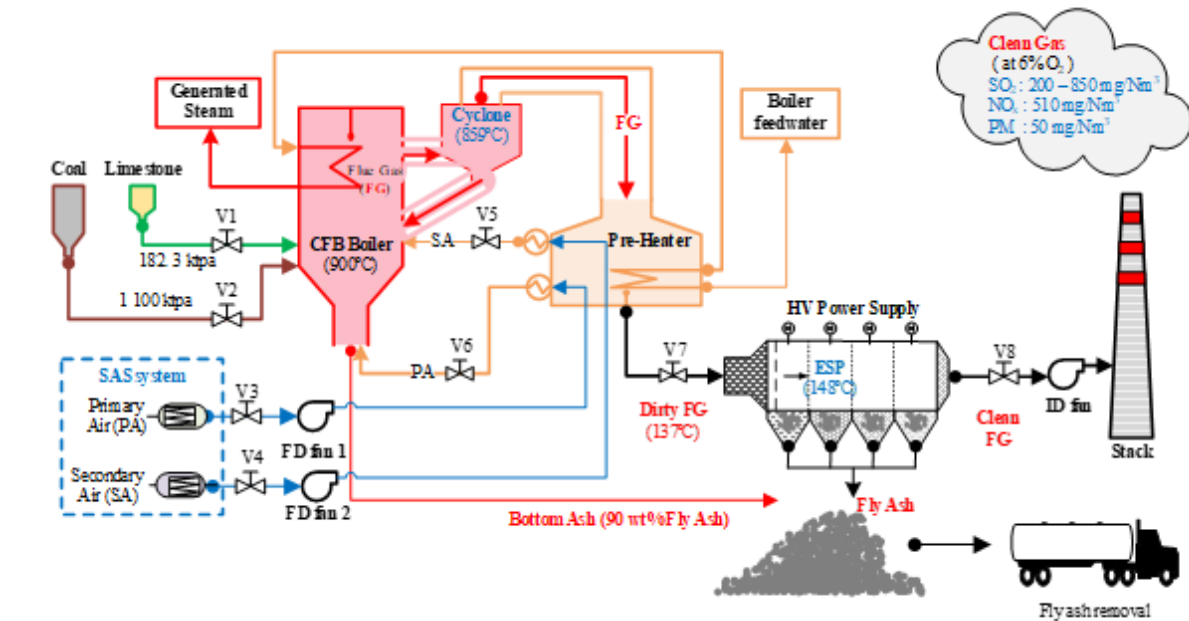 Clean Gas
(at 6% O₂)
SO₂: 200 – 850 mg/Nm³
NOₓ: 510 mg/Nm³
PM : 50 mg/Nm³
Generated
Steam
Cyclone
(859°C)
FG
Boiler
feedwater
Coal
Limestone
Flue Gas
(FG)
V1
V5
SA
Pre-Heater
CFB Boiler
(900°C)
182.3 ktpa
V2
1 100 ktpa
HV Power Supply
V6
PA
V7
V8
ESP
(148°C)
SAS system
V3
Primary
Air (PA)
FD fan 1
Dirty FG
(137°C)
Clean
FG
ID fan
Stack
V4
Secondary
Air (SA)
FD fan 2
Bottom Ash (90 wt% Fly Ash)
Fly Ash
Fly ash removal